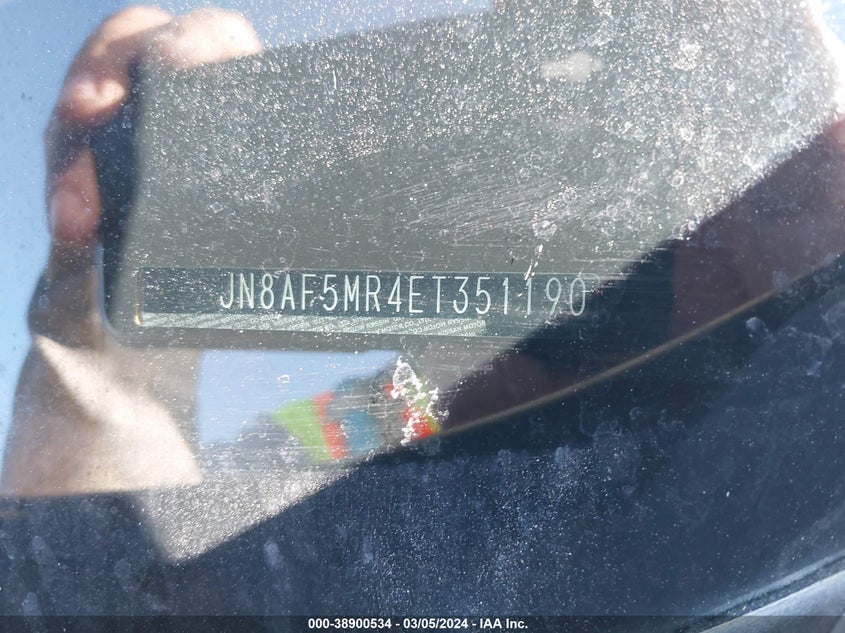 JN8AF5MR4ET351190
000-38900534 — 03/05/2024 — IAA Inc.